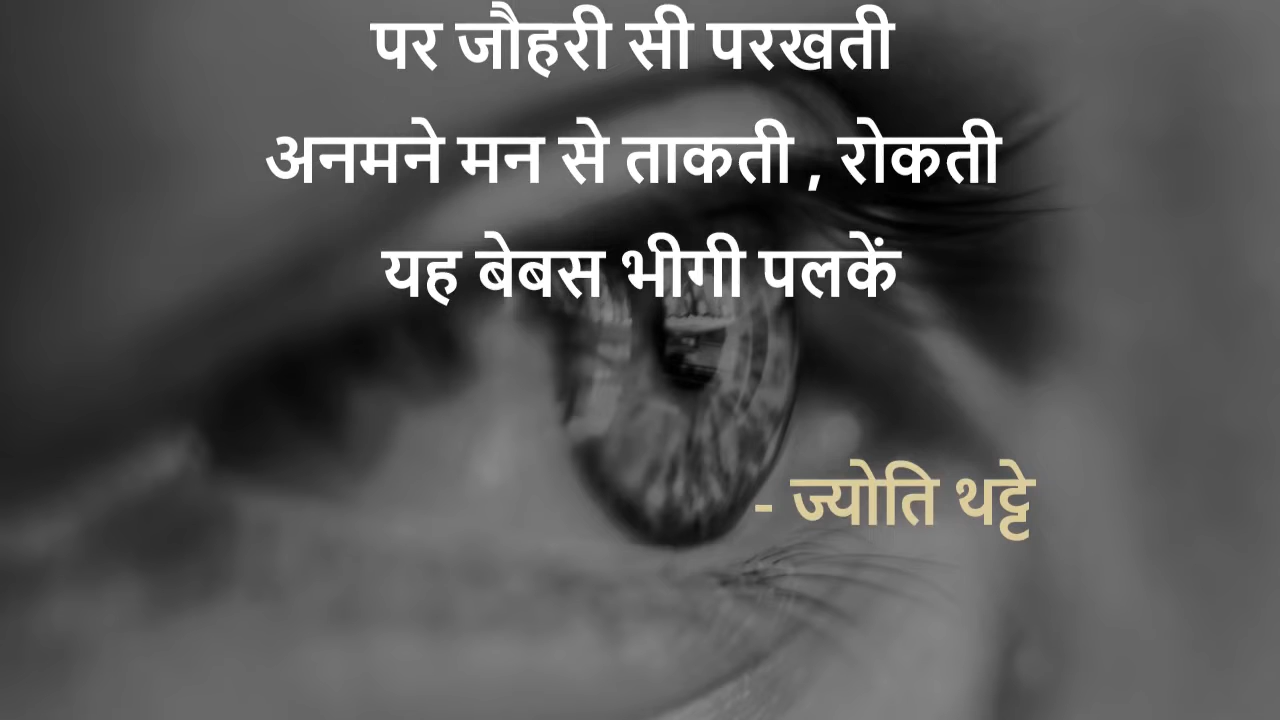 पर जौहरी सी परखती
अनमने मन से ताकती , रोकती
यह बेबस भीगी पलकें
- ज्योति थट्टे